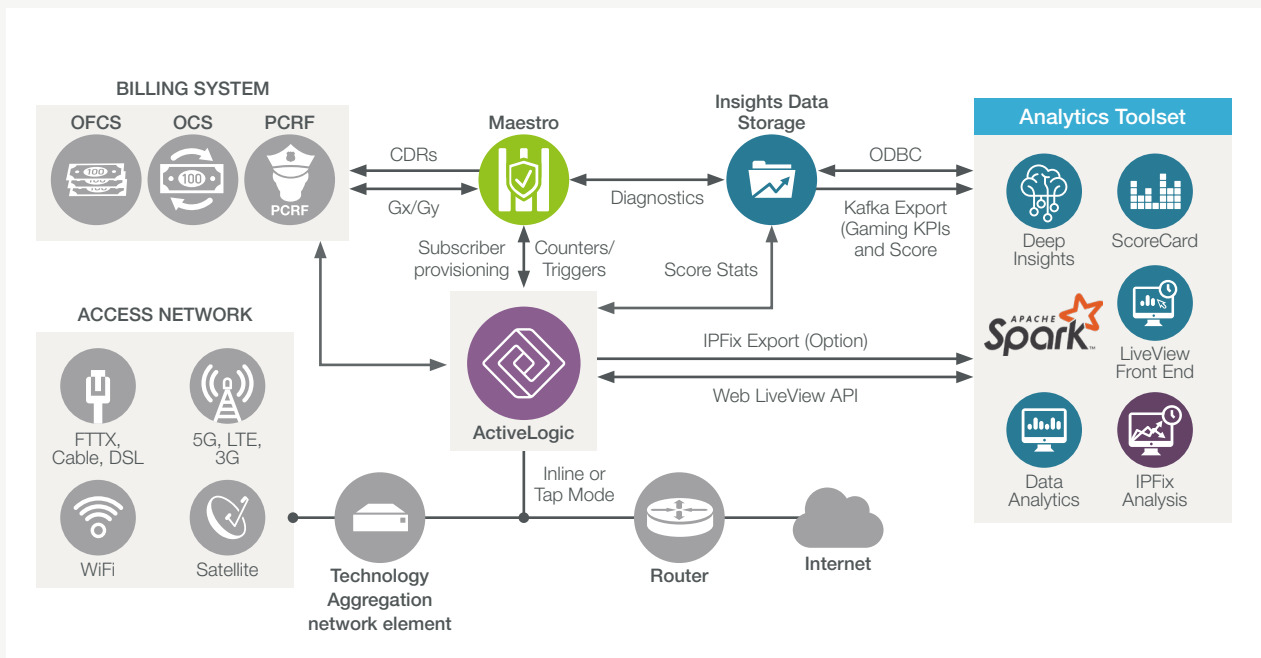 BILLING SYSTEM
OFCS
OCS
PCRF
100
100
100
100
PCRF
CDRs
Gx/Gy
Maestro
Diagnostics
Insights Data
Storage
ODBC
Kafka Export
(Gaming KPIs
and Score
Analytics Toolset
Deep
Insights
ScoreCard
APACHE
Spark™
LiveView
Front End
Data
Analytics
IPFix
Analysis
Subscriber
provisioning
Counters/
Triggers
Score Stats
ActiveLogic
IPFix Export (Option)
Web LiveView API
ACCESS NETWORK
FTTX,
Cable, DSL
5G, LTE,
3G
WiFi
Satellite
Inline or
Tap Mode
Technology
Aggregation
network element
Router
Internet